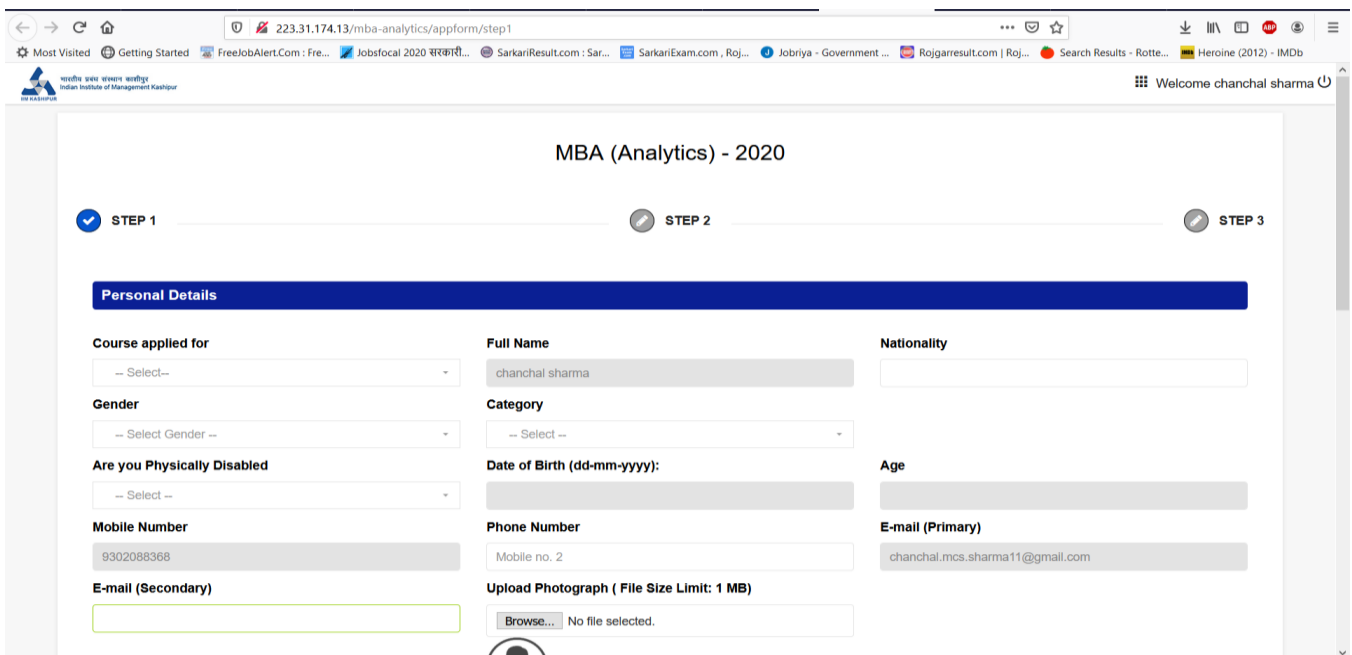 223.31.174.13/mba-analytics/appform/step1
Most Visited Getting Started FreeJobAlert.Com : Fre... Jobsfocal 2020 सरकारी... SarkariResult.com : Sar... SarkariExam.com , Roj... Jobriya - Government ... Rojgarresult.com | Roj... Search Results - Rotte... Heroine (2012) - IMDb
भारतीय प्रबंध संस्थान काशीपुर
Indian Institute of Management Kashipur
IIM KASHIPUR
Welcome chanchal sharma
MBA (Analytics) - 2020
STEP 1 STEP 2 STEP 3
Personal Details
Course applied for Full Name Nationality
-- Select-- chanchal sharma
Gender Category
-- Select Gender -- -- Select --
Are you Physically Disabled Date of Birth (dd-mm-yyyy): Age
-- Select --
Mobile Number Phone Number E-mail (Primary)
9302088368 Mobile no. 2 chanchal.mcs.sharma11@gmail.com
E-mail (Secondary) Upload Photograph ( File Size Limit: 1 MB)
Browse... No file selected.